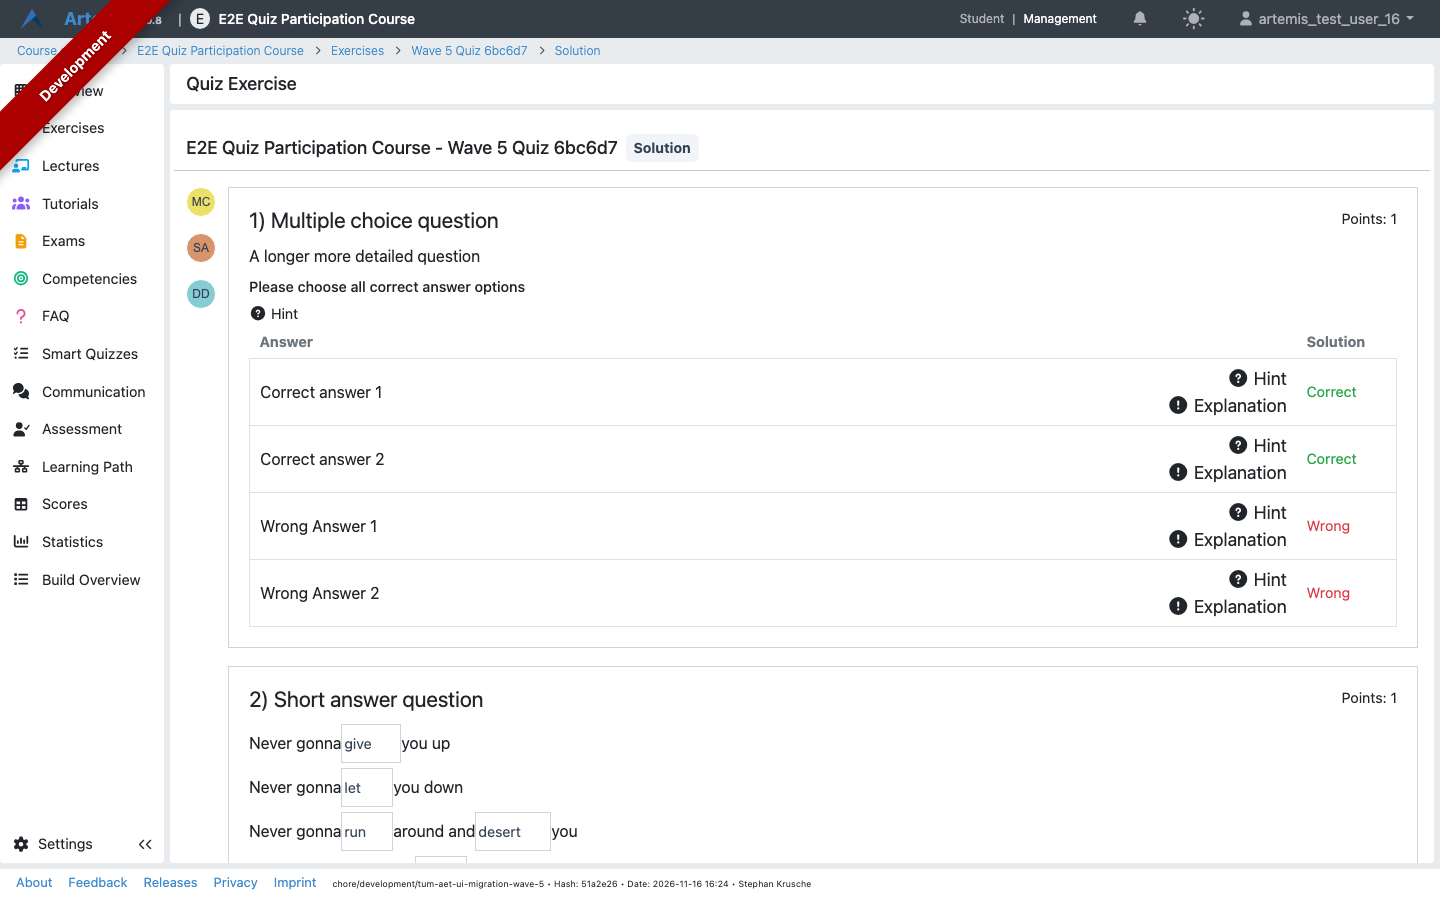 E E2E Quiz Participation Course
Student | Management
artemis_test_user_16
Development
Course
E2E Quiz Participation Course > Exercises > Wave 5 Quiz 6bc6d7 > Solution
Exercises
Lectures
Tutorials
Exams
Competencies
FAQ
Smart Quizzes
Communication
Assessment
Learning Path
Scores
Statistics
Build Overview
Settings
Quiz Exercise
E2E Quiz Participation Course - Wave 5 Quiz 6bc6d7 Solution
MC
SA
DD
1) Multiple choice question
Points: 1
A longer more detailed question
Please choose all correct answer options
Hint
Answer Solution
Correct answer 1 Hint Explanation Correct
Correct answer 2 Hint Explanation Correct
Wrong Answer 1 Hint Explanation Wrong
Wrong Answer 2 Hint Explanation Wrong
2) Short answer question
Points: 1
Never gonna give you up
Never gonna let you down
Never gonna run around and desert you
About Feedback Releases Privacy Imprint chore/development/tum-aet-ui-migration-wave-5 • Hash: 51a2e26 • Date: 2026-11-16 16:24 • Stephan Krusche